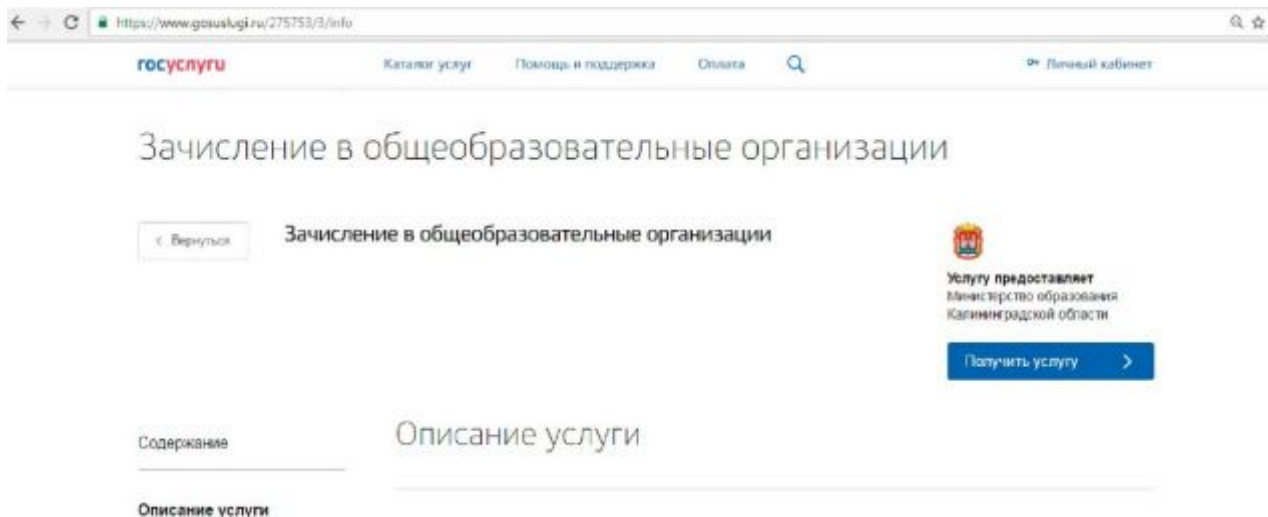 https://www.gosuslugi.ru/275753/3/info
госуслуги Каталог услуг Помощь и поддержка Оплата Личный кабинет
Зачисление в общеобразовательные организации
Вернуться
Зачисление в общеобразовательные организации
Услугу предоставляет
Министерство образования
Калининградской области
Получить услугу
Содержание
Описание услуги
Описание услуги